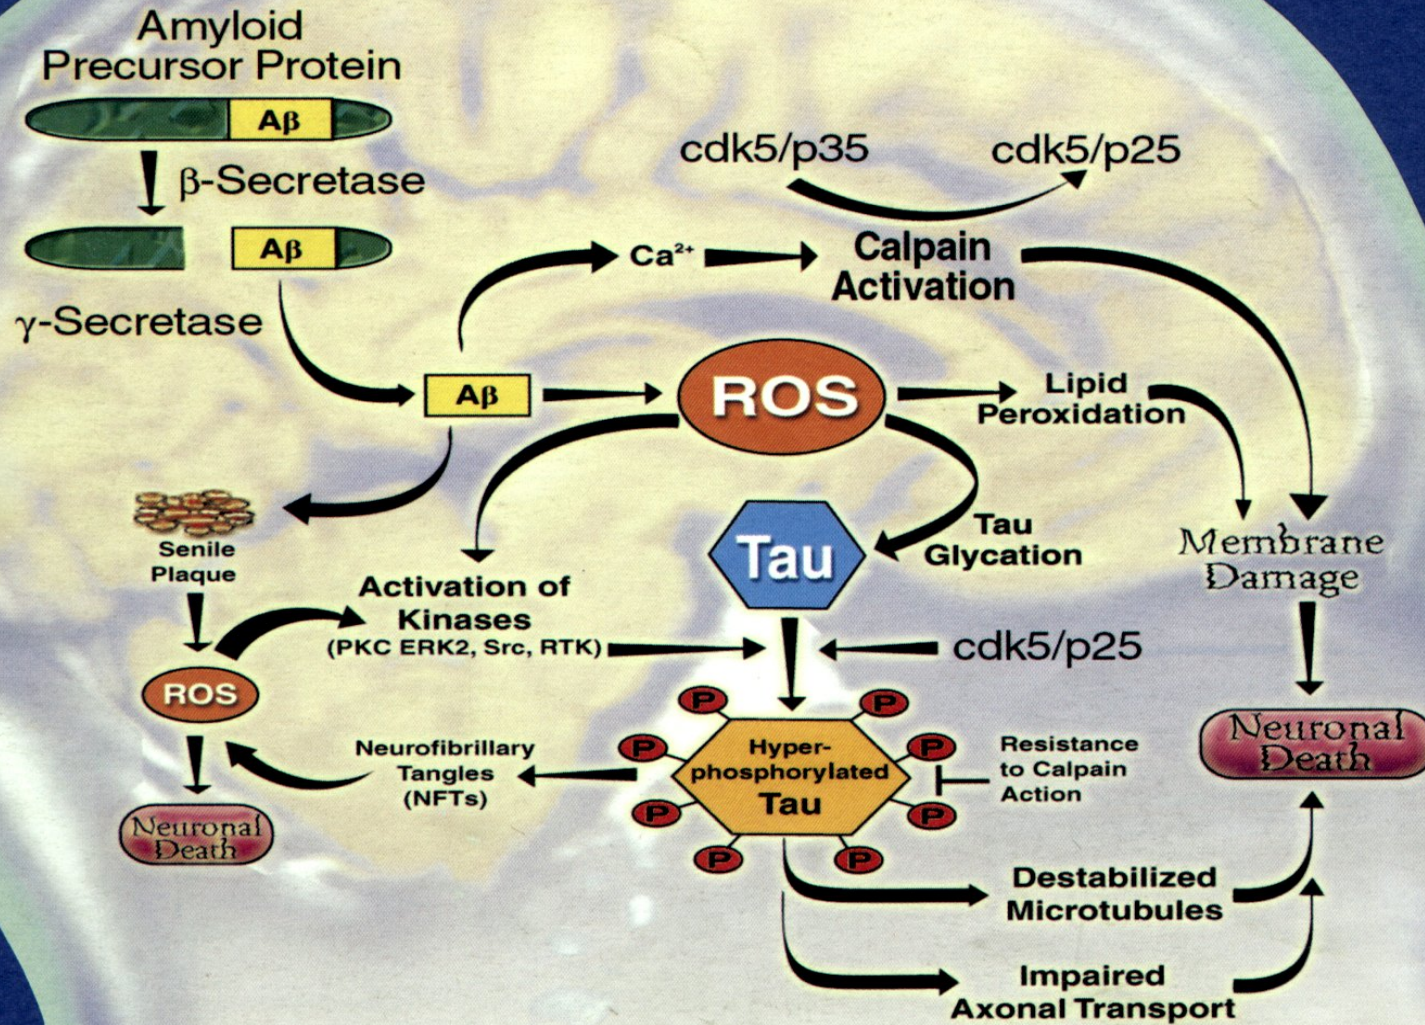 Amyloid
Precursor Protein
Aβ
β-Secretase
Aβ
γ-Secretase
cdk5/p35
cdk5/p25
Ca²⁺
Calpain
Activation
Aβ
ROS
Lipid
Peroxidation
Senile
Plaque
Tau
Tau
Glycation
Membrane
Damage
Activation of
Kinases
(PKC ERK2, Src, RTK)
cdk5/p25
ROS
P
P
P
P
P
P
P
P
Hyper-
phosphorylated
Tau
Neurofibrillary
Tangles
(NFTs)
Resistance
to Calpain
Action
Neuronal
Death
Neuronal
Death
Destabilized
Microtubules
Impaired
Axonal Transport